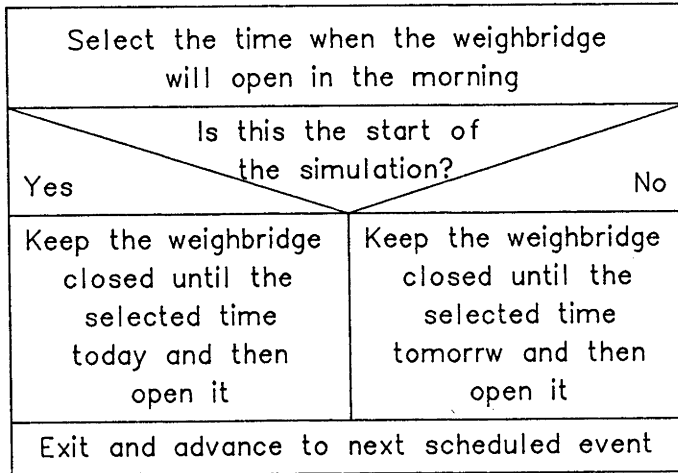 Select the time when the weighbridge
will open in the morning
Is this the start of
the simulation?
Yes
No
Keep the weighbridge
closed until the
selected time
today and then
open it
Keep the weighbridge
closed until the
selected time
tomorrw and then
open it
Exit and advance to next scheduled event